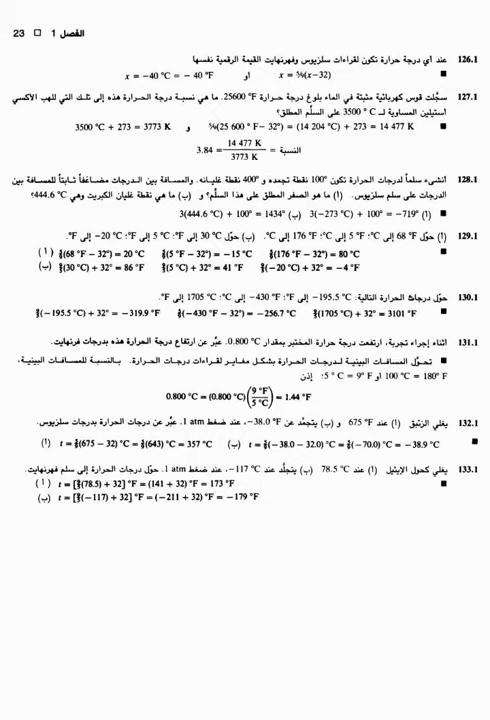 الفصل 1 □ 23
126.1 عند أي درجة حرارة تكون لقراءات سلزيوس وفهرنهايت القيمة الرقمية نفسها
■ x = 5/9(x−32) أو x = −40 °C = − 40 °F
127.1 سجّلت قوس كهربائية مثبتة في الماء بلوغ درجة حرارة 25600 °F. ما هي نسبة درجة الحرارة هذه إلى تلك التي للهب الأكسي
استيلين المساوية لـ 3500 ° C على السلّم المطلق؟
■ 5/9(25 600 ° F− 32°) = (14 204 °C) + 273 = 14 477 K و 3500 °C + 273 = 3773 K
النسبة = 14 477 K / 3773 K = 3.84
128.1 أنشىء سلماً لدرجات الحرارة تكون 100° نقطة تجمده و 400° نقطة غليانه. والمسافة بين الدرجات مضاعفاً ثابتاً للمسافة بين
الدرجات على سلم سلزيوس. (أ) ما هو الصفر المطلق على هذا السلّم؟ و (ب) ما هي نقطة غليان الكبريت وهي 444.6 °C؟
■ (أ) 3(−273 °C) + 100° = −719° (ب) 3(444.6 °C) + 100° = 1434°
129.1 (أ) حوّل 68 °F إلى °C؛ 5 °F إلى °C؛ 176 °F إلى °C. (ب) حوّل 30 °C إلى °F؛ 5 °C إلى °F؛ −20 °C إلى °F.
■ (أ) 5/9(68 °F − 32°) = 20 °C 5/9(5 °F − 32°) = −15 °C 5/9(176 °F − 32°) = 80 °C
(ب) 9/5(30 °C) + 32° = 86 °F 9/5(5 °C) + 32° = 41 °F 9/5(−20 °C) + 32° = −4 °F
130.1 حوّل درجات الحرارة التالية: −195.5 °C إلى °F؛ −430 °F إلى °C؛ 1705 °C إلى °F.
■ 9/5(−195.5 °C) + 32° = −319.9 °F 5/9(−430 °F − 32°) = −256.7 °C 9/5(1705 °C) + 32° = 3101 °F
131.1 اثناء إجراء تجربة، ارتفعت درجة حرارة المختبر بمقدار 0.800 °C. عبّر عن ارتفاع درجة الحرارة هذه بدرجات فرنهايت.
■ تحوّل المسافات البينية لدرجات الحرارة بشكل مغاير لقراءات درجات الحرارة. بالنسبة للمسافات البينية،
100 °C = 180° F أو 5 °C = 9° F؛ إذن
0.800 °C = (0.800 °C)(9 °F / 5 °C) = 1.44 °F
132.1 يغلي الزئبق (أ) عند 675 °F و (ب) يتجمّد عن −38.0 °F، عند ضغط 1 atm. عبّر عن درجات الحرارة بدرجات سلزيوس.
■ (أ) t = 5/9(675 − 32) °C = 5/9(643) °C = 357 °C (ب) t = 5/9(−38.0 − 32.0) °C = 5/9(−70.0) °C = −38.9 °C
133.1 يغلي كحول الإيثيل (أ) عند 78.5 °C (ب) يتجلّد عند −117 °C، عند ضغط 1 atm. حوّل درجات الحرارة إلى سلم فهرنهايت.
■ (أ) t = [9/5(78.5) + 32] °F = (141 + 32) °F = 173 °F
(ب) t = [9/5(−117) + 32] °F = (−211 + 32) °F = −179 °F